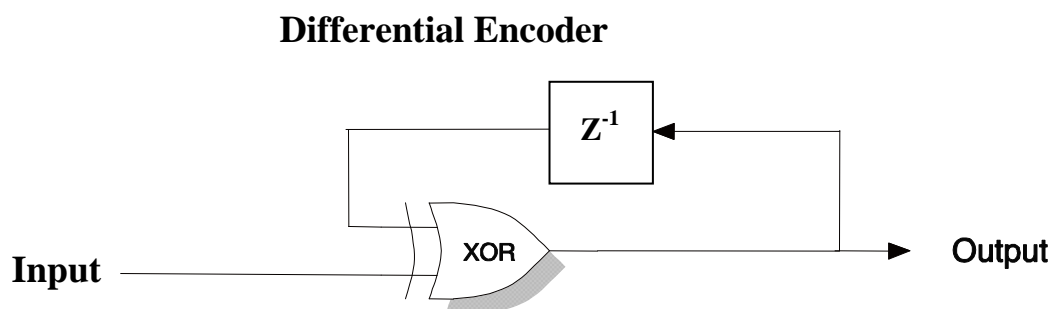 Differential Encoder
Z-1
XOR
Input
Output